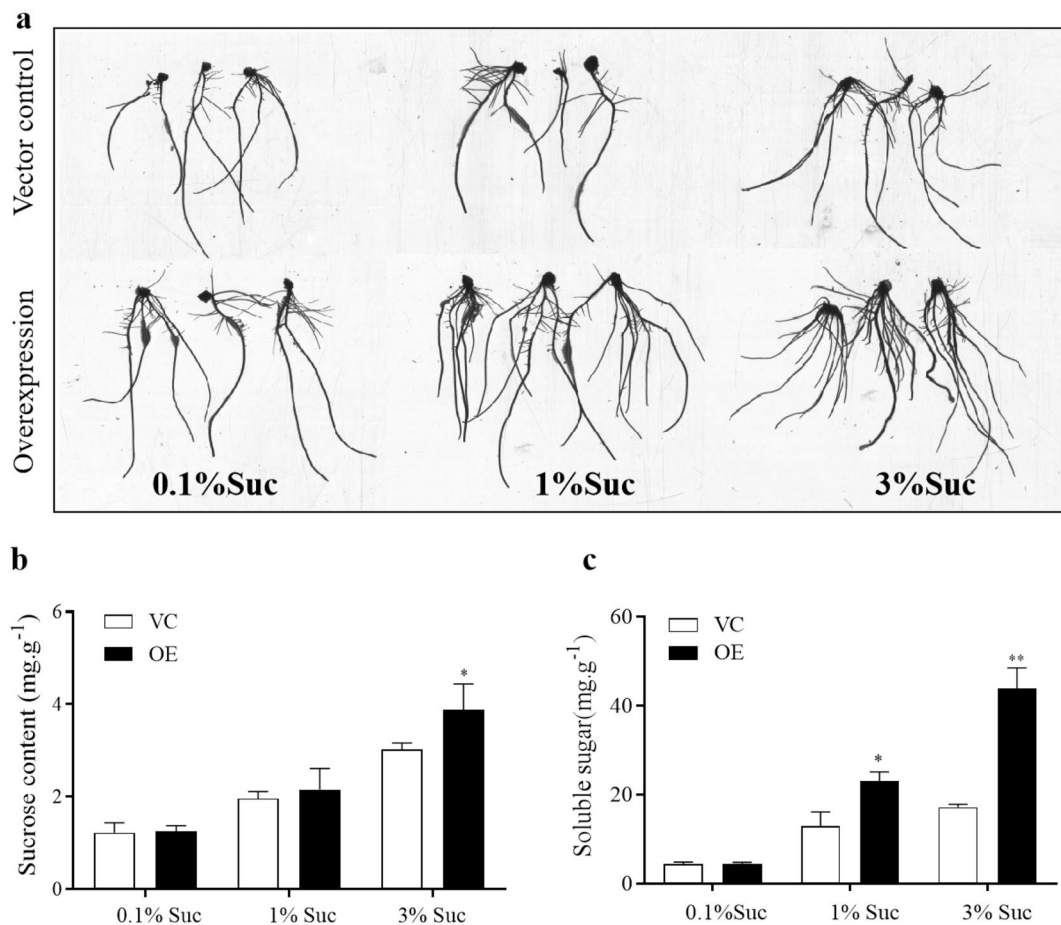 a
Vector control
Overexpression
0.1%Suc
1%Suc
3%Suc
b
Sucrose content (mg.g⁻¹)
6
4
2
0
VC
OE
*
0.1% Suc
1% Suc
3% Suc
c
Soluble sugar(mg.g⁻¹)
60
40
20
0
VC
OE
*
**
0.1%Suc
1% Suc
3% Suc